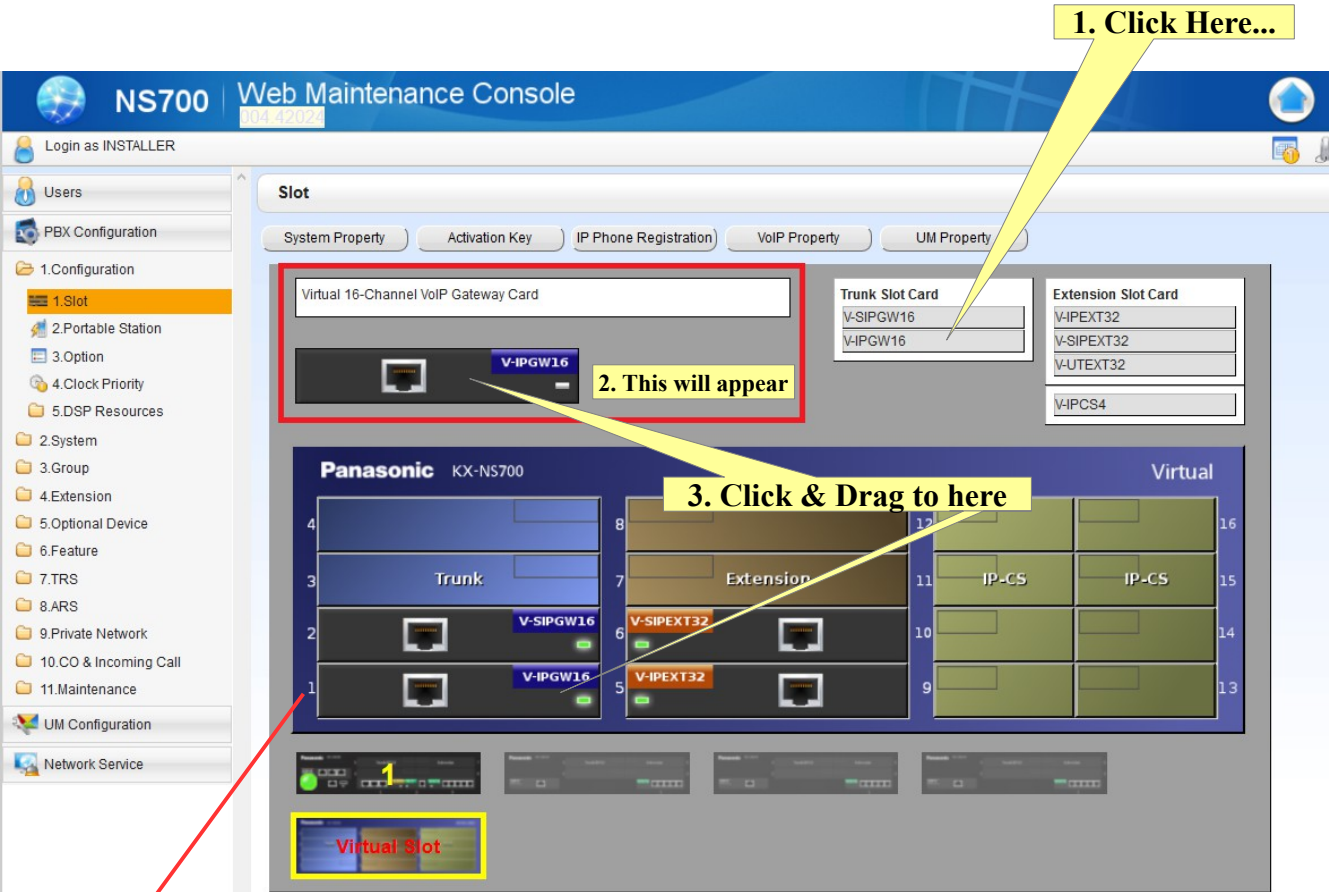 1. Click Here...
NS700
Web Maintenance Console
004.42024
Login as INSTALLER
Users
PBX Configuration
1.Configuration
1.Slot
2.Portable Station
3.Option
4.Clock Priority
5.DSP Resources
2.System
3.Group
4.Extension
5.Optional Device
6.Feature
7.TRS
8.ARS
9.Private Network
10.CO & Incoming Call
11.Maintenance
UM Configuration
Network Service
Slot
System Property
Activation Key
IP Phone Registration
VoIP Property
UM Property
Virtual 16-Channel VoIP Gateway Card
V-IPGW16
2. This will appear
Trunk Slot Card
V-SIPGW16
V-IPGW16
Extension Slot Card
V-IPEXT32
V-SIPEXT32
V-UTEXT32
V-IPCS4
Panasonic KX-NS700
Virtual
3. Click & Drag to here
4
8
12
16
3
Trunk
7
Extension
11
IP-CS
IP-CS
15
2
V-SIPGW16
6
V-SIPEXT32
10
14
1
V-IPGW16
5
V-IPEXT32
9
13
1
Virtual Slot